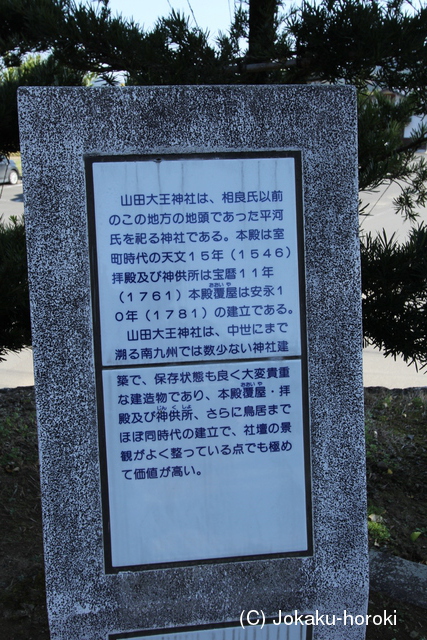 山田大王神社は、相良氏以前
のこの地方の地頭であった平河
氏を祀る神社である。本殿は室
町時代の天文15年(1546)
拝殿及び神供所は宝暦11年
(1761)本殿覆屋は安永1
0年(1781)の建立である。
山田大王神社は、中世にまで
溯る南九州では数少ない神社建
築で、保存状態も良く大変貴重
な建造物であり、本殿覆屋・拝
殿及び神供所、さらに鳥居まで
ほぼ同時代の建立で、社壇の景
観がよく整っている点でも極め
て価値が高い。
(C) Jokaku-horoki